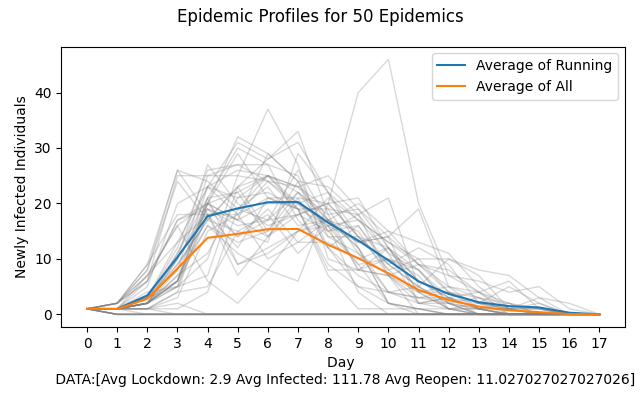 Epidemic Profiles for 50 Epidemics
Average of Running
Average of All
Newly Infected Individuals
40
30
20
10
0
0 1 2 3 4 5 6 7 8 9 10 11 12 13 14 15 16 17
Day
DATA:[Avg Lockdown: 2.9 Avg Infected: 111.78 Avg Reopen: 11.027027027027026]